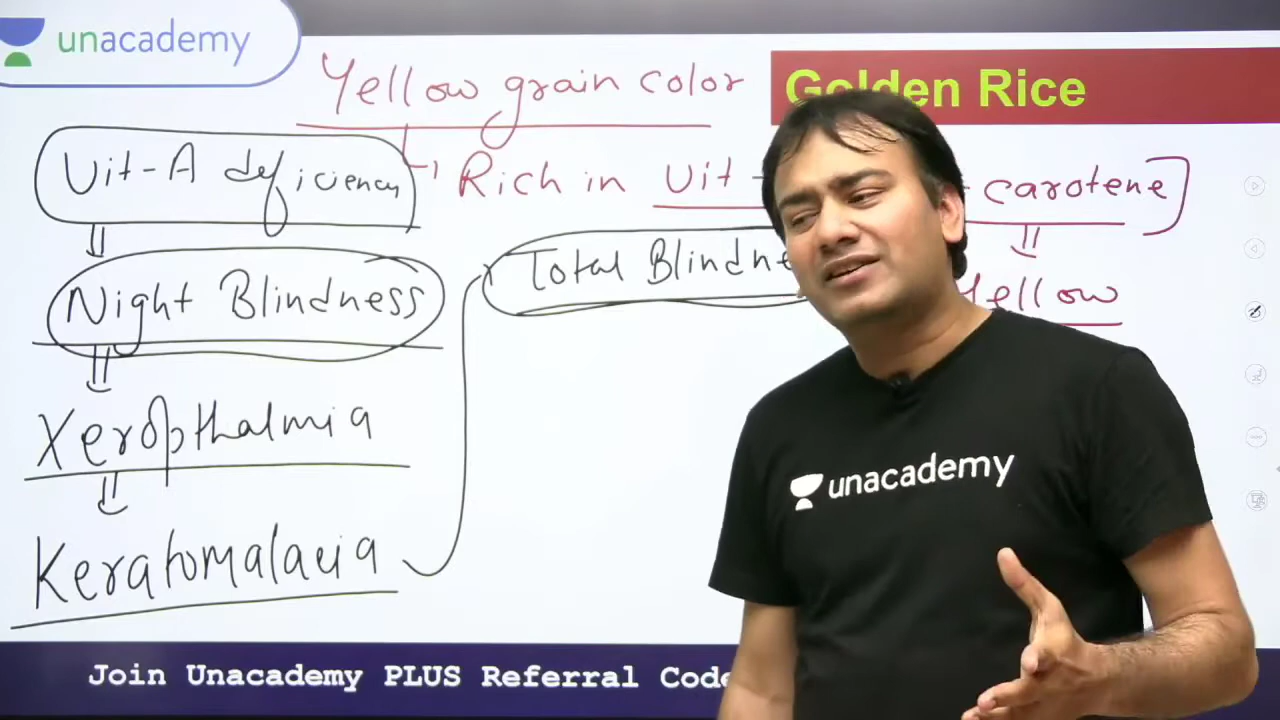 unacademy
Yellow grain color
Golden Rice
Vit-A deficiency
Rich in Vit - carotene
Night Blindness
Total Blindne
Yellow
Xeropthalmia
Keratomalacia
unacademy
Join Unacademy PLUS Referral Code